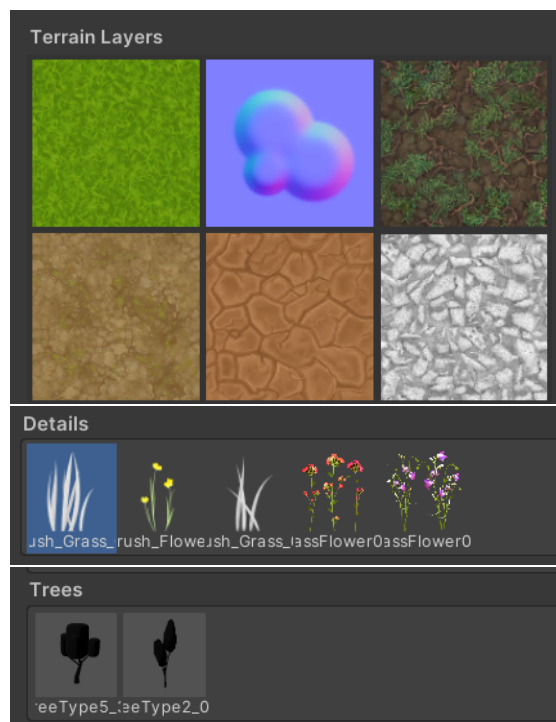 Terrain Layers
Details
ush_Grass_ rush_Flowe ush_Grass_ assFlower0 assFlower0
Trees
reeType5_ eeType2_0